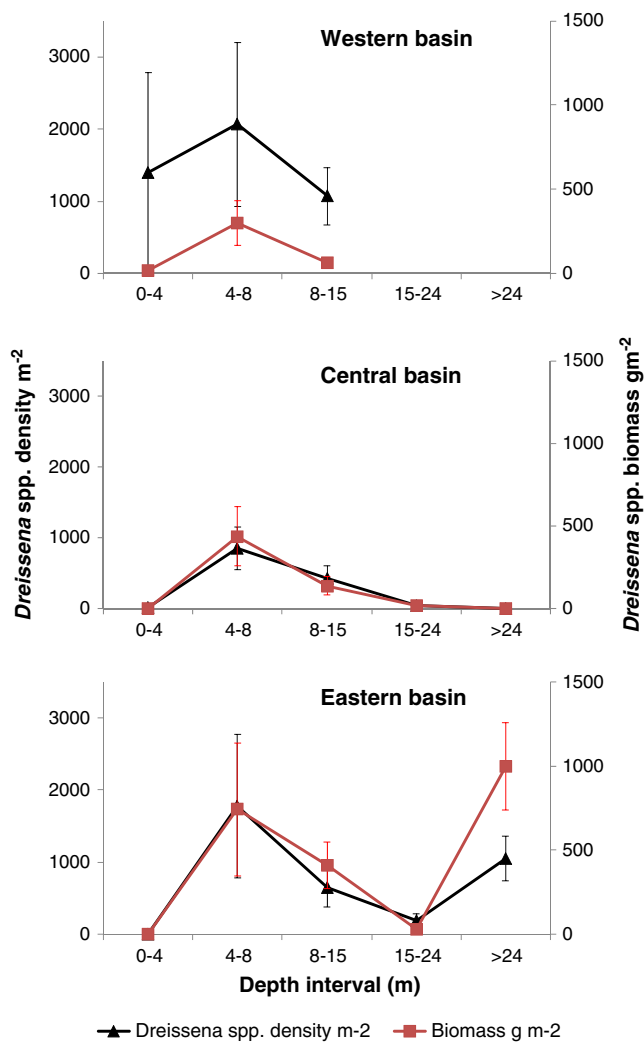 Western basin
3000
2000
1000
0
1500
1000
500
0
0-4 4-8 8-15 15-24 >24
Central basin
3000
2000
1000
0
1500
1000
500
0
0-4 4-8 8-15 15-24 >24
Eastern basin
3000
2000
1000
0
1500
1000
500
0
0-4 4-8 8-15 15-24 >24
Dreissena spp. density m-2
Dreissena spp. biomass gm-2
Depth interval (m)
Dreissena spp. density m-2 Biomass g m-2